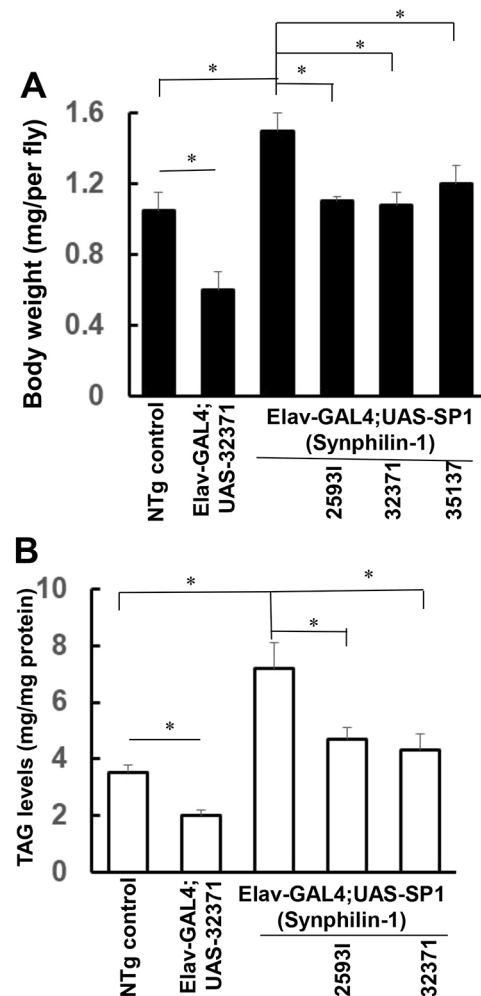 * * * *
A
* *
Body weight (mg/per fly)
1.6
1.2
0.8
0.4
0
NTg control
Elav-GAL4;
UAS-32371
Elav-GAL4;UAS-SP1
(Synphilin-1)
2593I
32371
35137
B
* * * *
TAG levels (mg/mg protein)
10
8
6
4
2
0
NTg control
Elav-GAL4;
UAS-32371
Elav-GAL4;UAS-SP1
(Synphilin-1)
2593I
32371